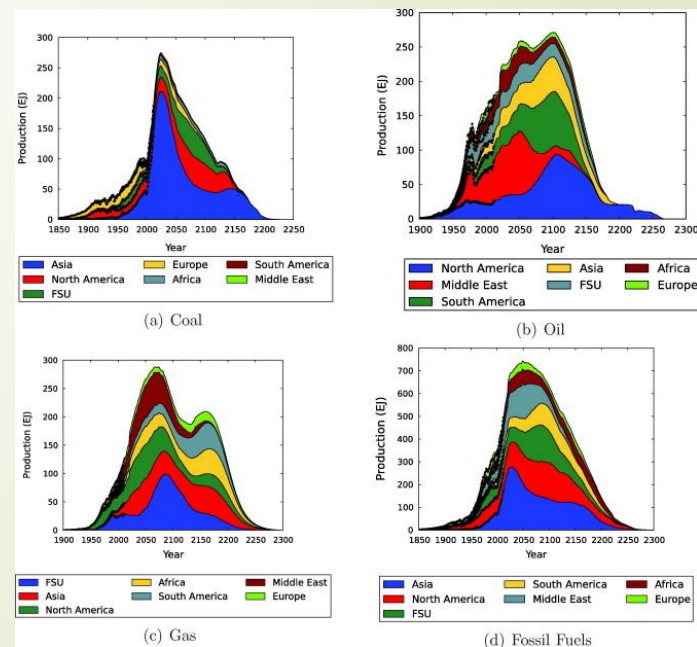 300
250
200
150
100
50
0
Production (EJ)
1850 1900 1950 2000 2050 2100 2150 2200 2250
Year
Asia Europe South America
North America Africa Middle East
FSU
(a) Coal
300
250
200
150
100
50
0
Production (EJ)
1900 1950 2000 2050 2100 2150 2200 2250 2300
Year
North America Asia Africa
Middle East FSU Europe
South America
(b) Oil
300
250
200
150
100
50
0
Production (EJ)
1900 1950 2000 2050 2100 2150 2200 2250 2300
Year
FSU Africa Middle East
Asia South America Europe
North America
(c) Gas
800
700
600
500
400
300
200
100
0
Production (EJ)
1850 1900 1950 2000 2050 2100 2150 2200 2250 2300
Year
Asia South America Africa
North America Middle East Europe
FSU
(d) Fossil Fuels